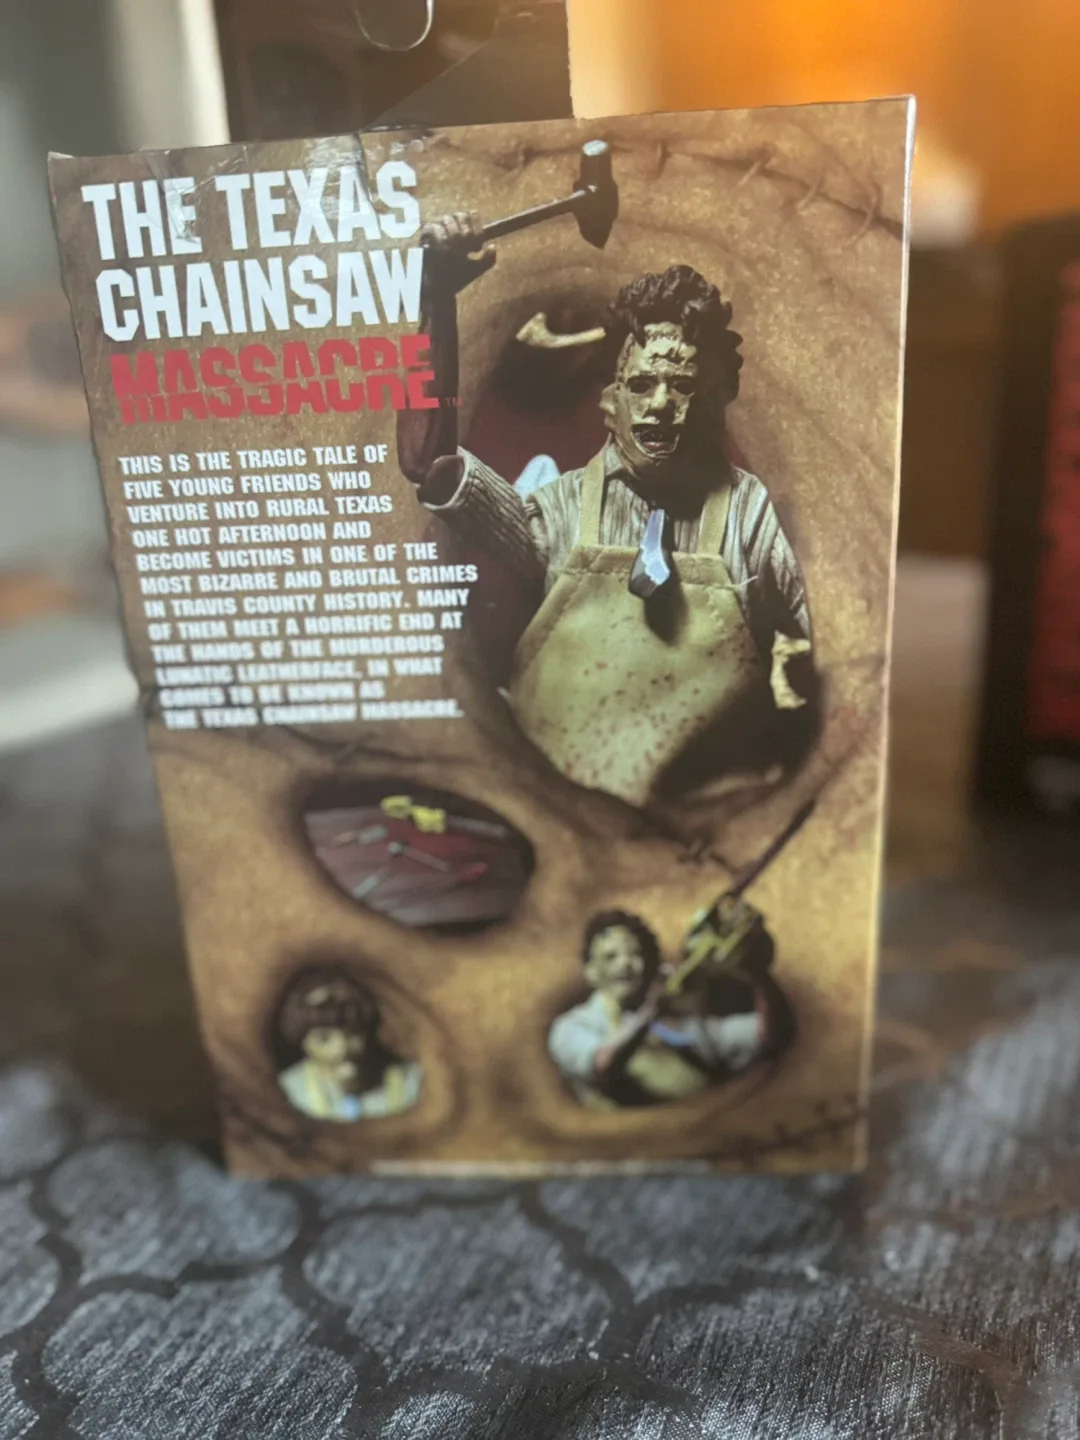 THE TEXAS
CHAINSAW
MASSACRE™
THIS IS THE TRAGIC TALE OF
FIVE YOUNG FRIENDS WHO
VENTURE INTO RURAL TEXAS
ONE HOT AFTERNOON AND
BECOME VICTIMS IN ONE OF THE
MOST BIZARRE AND BRUTAL CRIMES
IN TRAVIS COUNTY HISTORY. MANY
OF THEM MEET A HORRIFIC END AT
THE HANDS OF THE MURDEROUS
LUNATIC LEATHERFACE, IN WHAT
COMES TO BE KNOWN AS
THE TEXAS CHAINSAW MASSACRE.